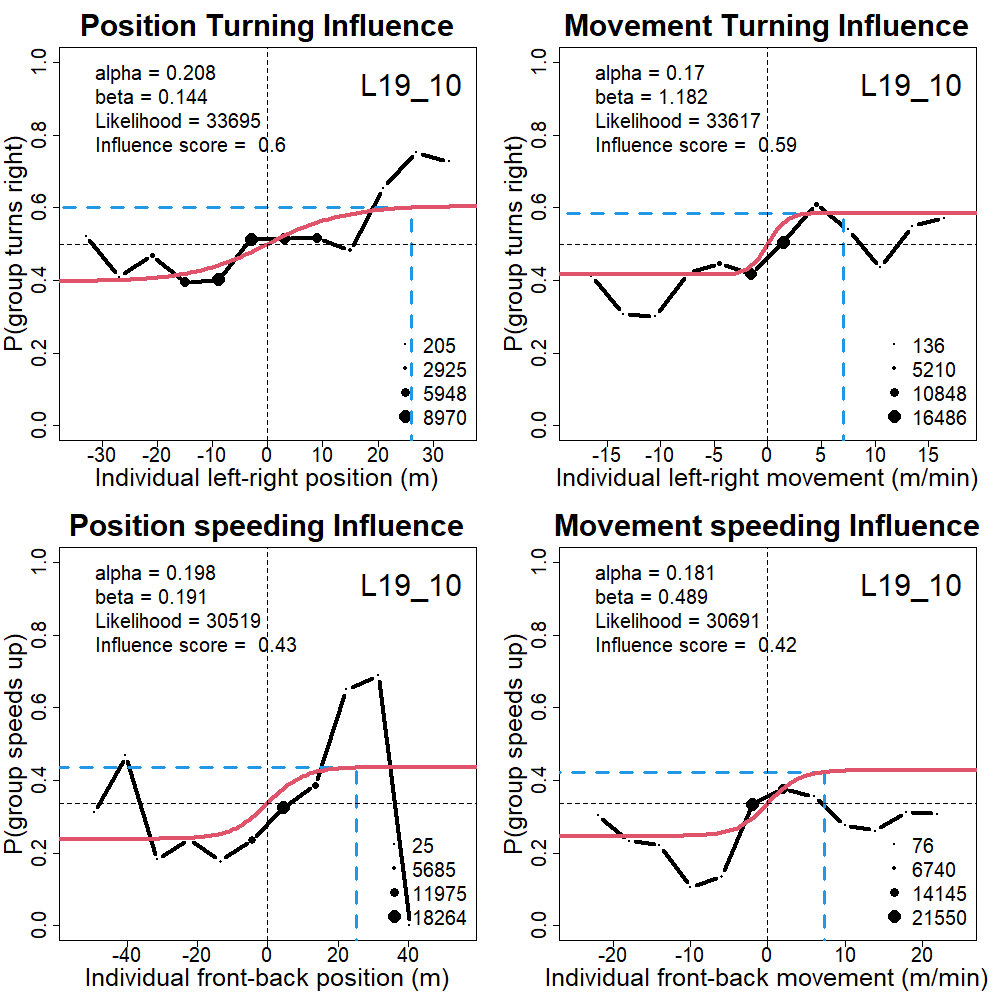 Position Turning Influence
P(group turns right)
1.0
0.8
0.6
0.4
0.2
0.0
alpha = 0.208
beta = 0.144
Likelihood = 33695
Influence score = 0.6
L19_10
205
2925
5948
8970
-30 -20 -10 0 10 20 30
Individual left-right position (m)
Movement Turning Influence
P(group turns right)
1.0
0.8
0.6
0.4
0.2
0.0
alpha = 0.17
beta = 1.182
Likelihood = 33617
Influence score = 0.59
L19_10
136
5210
10848
16486
-15 -10 -5 0 5 10 15
Individual left-right movement (m/min)
Position speeding Influence
P(group speeds up)
1.0
0.8
0.6
0.4
0.2
0.0
alpha = 0.198
beta = 0.191
Likelihood = 30519
Influence score = 0.43
L19_10
25
5685
11975
18264
-40 -20 0 20 40
Individual front-back position (m)
Movement speeding Influence
P(group speeds up)
1.0
0.8
0.6
0.4
0.2
0.0
alpha = 0.181
beta = 0.489
Likelihood = 30691
Influence score = 0.42
L19_10
76
6740
14145
21550
-20 -10 0 10 20
Individual front-back movement (m/min)